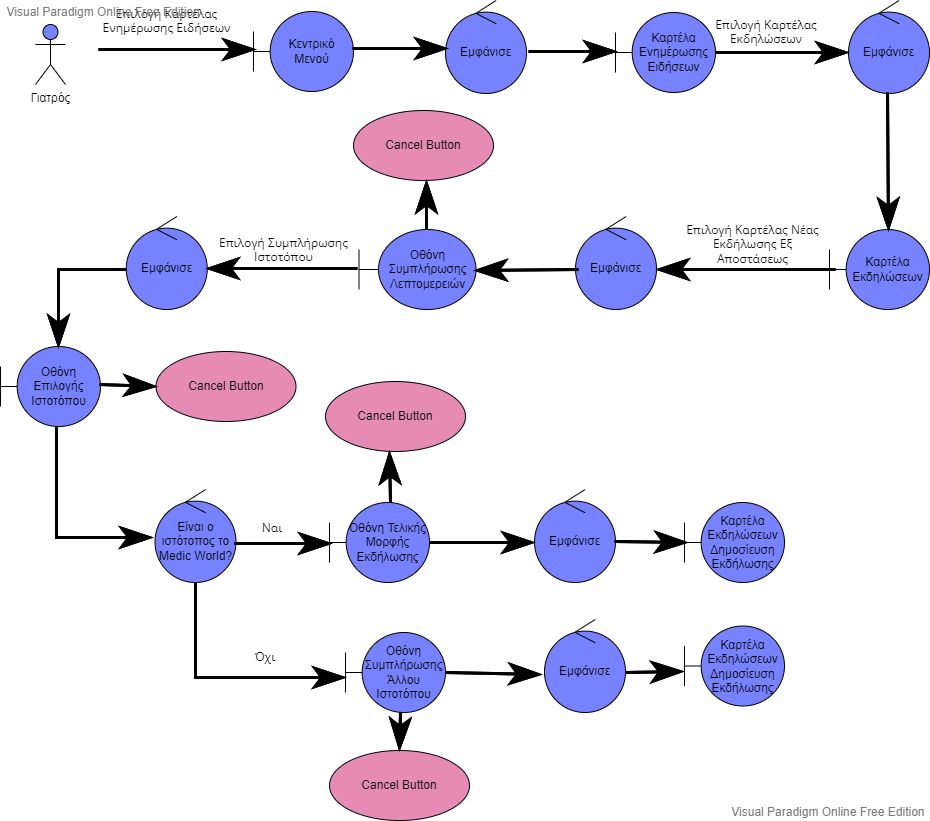 Visual Paradigm Online Free Edition
Επιλογή Καρτέλας
Ενημέρωσης Ειδήσεων
Γιατρός
Κεντρικό
Μενού
Εμφάνισε
Καρτέλα
Ενημέρωσης
Ειδήσεων
Επιλογή Καρτέλας
Εκδηλώσεων
Εμφάνισε
Cancel Button
Επιλογή Συμπλήρωσης
Ιστοτόπου
Εμφάνισε
Οθόνη
Συμπλήρωσης
Λεπτομερειών
Εμφάνισε
Επιλογή Καρτέλας Νέας
Εκδήλωσης Εξ
Αποστάσεως
Καρτέλα
Εκδηλώσεων
Οθόνη
Επιλογής
Ιστοτόπου
Cancel Button
Cancel Button
Είναι ο
ιστότοπος το
Medic World?
Ναι
Οθόνη Τελικής
Μορφής
Εκδήλωσης
Εμφάνισε
Καρτέλα
Εκδηλώσεων
Δημοσίευση
Εκδήλωσης
Όχι
Οθόνη
Συμπλήρωσης
Άλλου
Ιστοτόπου
Εμφάνισε
Καρτέλα
Εκδηλώσεων
Δημοσίευση
Εκδήλωσης
Cancel Button
Visual Paradigm Online Free Edition